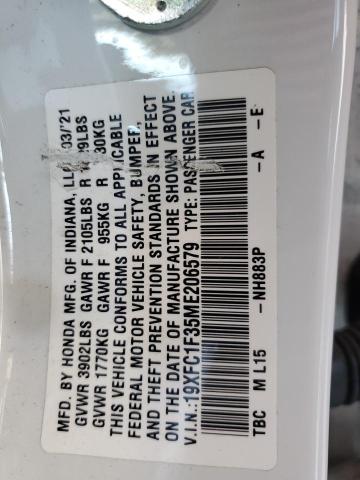 MFD. BY HONDA MFG. OF INDIANA, LLC 03/'21
GVWR 3902LBS GAWR F 2105LBS R 9LBS
GVWR 1770KG GAWR F 955KG R 30KG
THIS VEHICLE CONFORMS TO ALL APPLICABLE
FEDERAL MOTOR VEHICLE SAFETY, BUMPER,
AND THEFT PREVENTION STANDARDS IN EFFECT
ON THE DATE OF MANUFACTURE SHOWN ABOVE.
V.I.N.:19XFC1F35ME206579 TYPE: PASSENGER CAR
TBC M L15 -NH883P -A -E